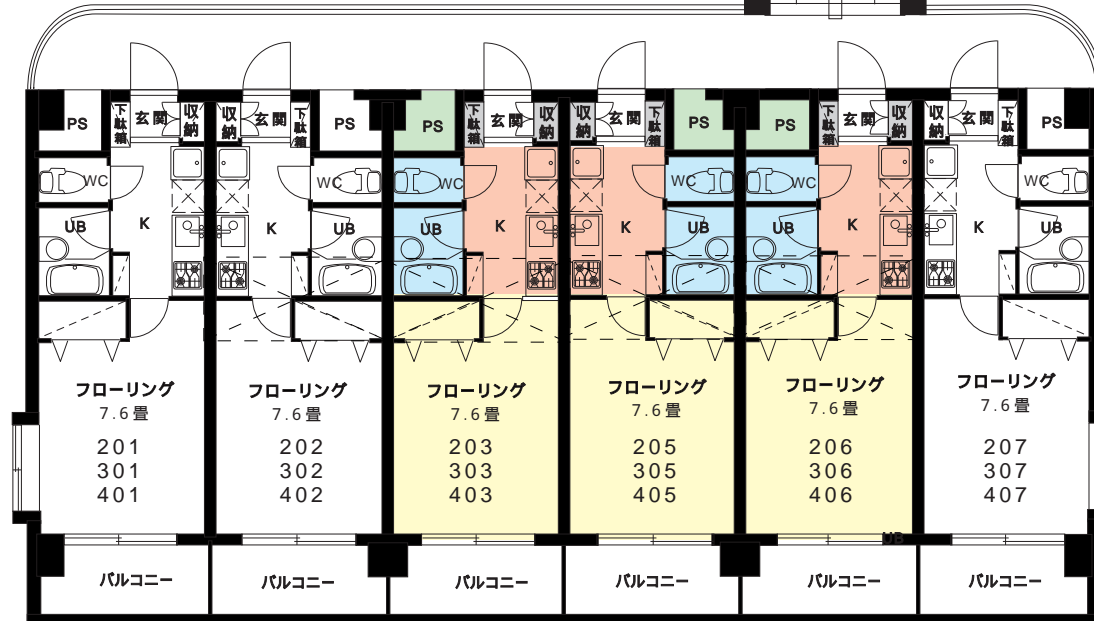 PS
下駄箱
玄関
収納
収納
玄関
下駄箱
PS
PS
下駄箱
玄関
収納
収納
玄関
下駄箱
PS
PS
下駄箱
玄関
収納
収納
玄関
下駄箱
PS
WC
WC
WC
WC
WC
WC
UB
K
K
UB
UB
K
K
UB
UB
K
K
UB
フローリング
7.6畳
201
301
401
フローリング
7.6畳
202
302
402
フローリング
7.6畳
203
303
403
フローリング
7.6畳
205
305
405
フローリング
7.6畳
206
306
406
フローリング
7.6畳
207
307
407
UB
バルコニー
バルコニー
バルコニー
バルコニー
バルコニー
バルコニー